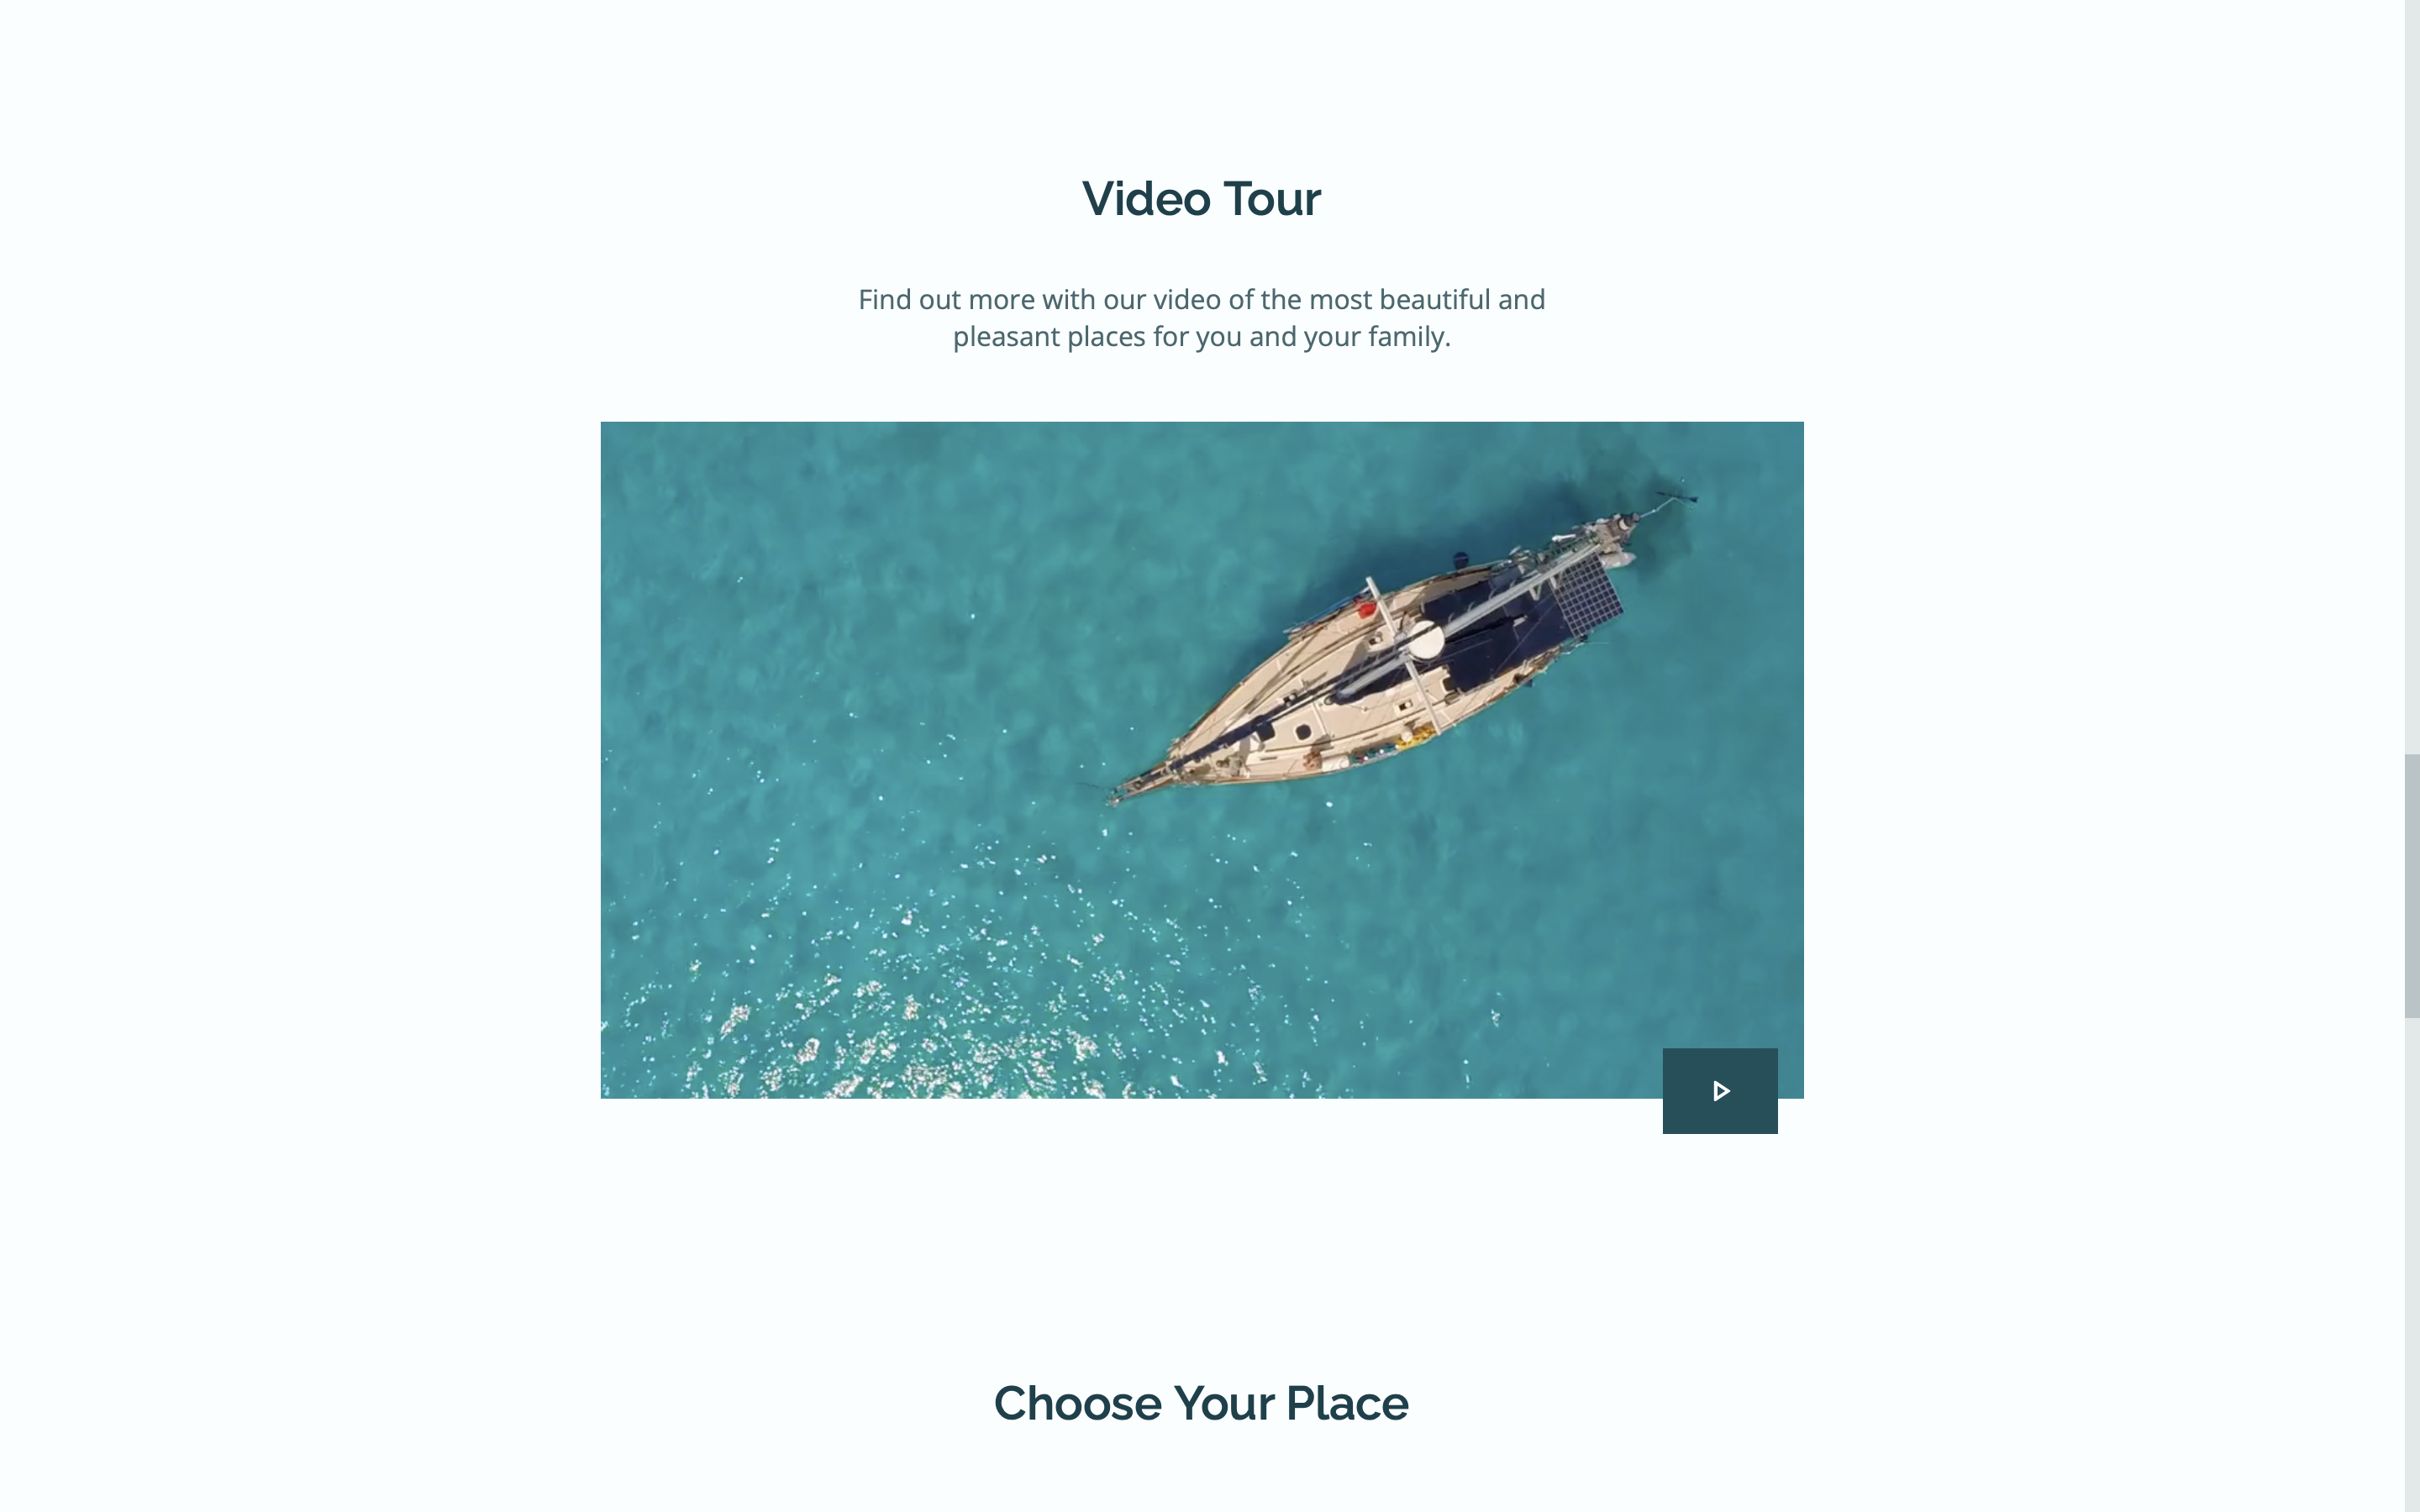 Video Tour
Find out more with our video of the most beautiful and
pleasant places for you and your family.
Choose Your Place